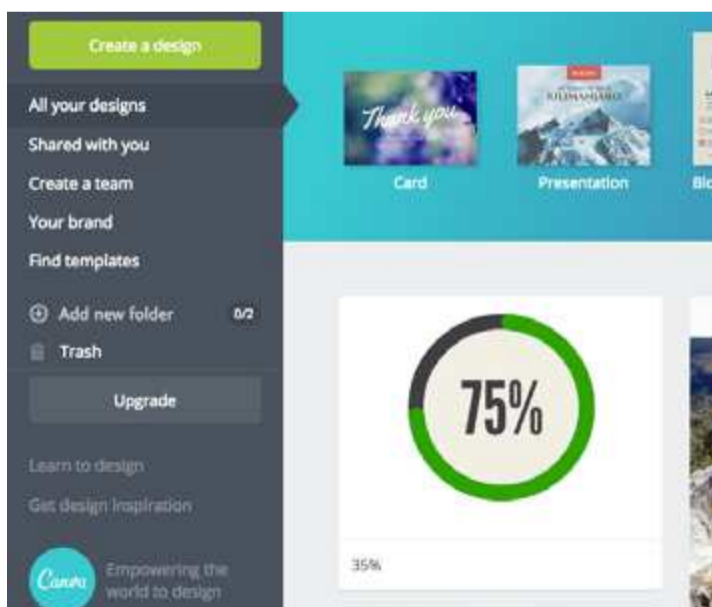 Create a design
All your designs
Shared with you
Create a team
Your brand
Find templates
Add new folder 0/2
Trash
Upgrade
Learn to design
Get design inspiration
Canva
Empowering the
world to design
Thank you
Card
KILIMANJARO
Presentation
75%
35%